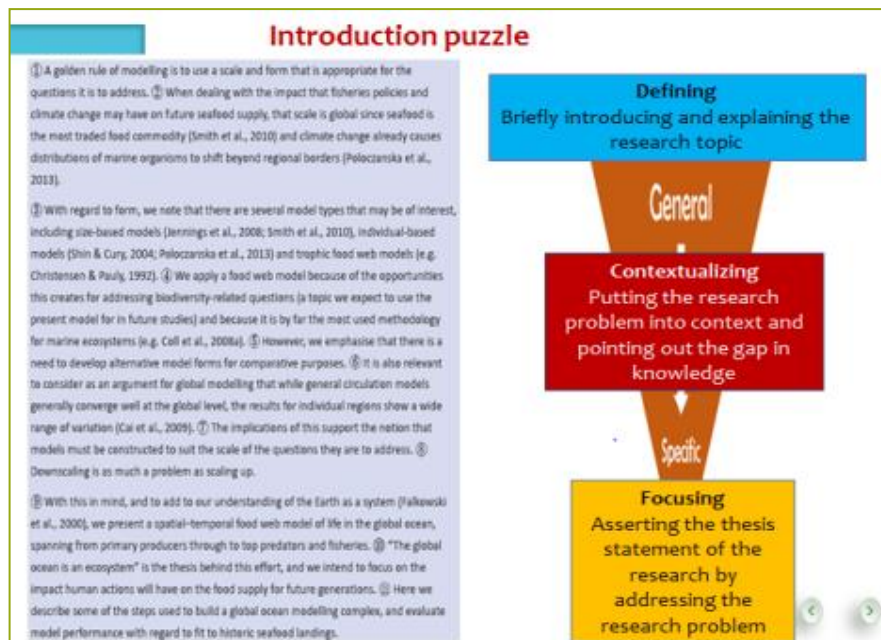 Introduction puzzle
① A golden rule of modelling is to use a scale and form that is appropriate for the
questions it is to address. ② When dealing with the impact that fisheries policies and
climate change may have on future seafood supply, that scale is global since seafood is
the most traded food commodity (Smith et al., 2010) and climate change already causes
distributions of marine organisms to shift beyond regional borders (Poloczanska et al.,
2013).
③ With regard to form, we note that there are several model types that may be of interest,
including size-based models (Jennings et al., 2008; Smith et al., 2010), individual-based
models (Shin & Cury, 2004; Poloczanska et al., 2013) and trophic food web models (e.g.
Christensen & Pauly, 1992). ④ We apply a food web model because of the opportunities
this creates for addressing biodiversity-related questions (a topic we expect to use the
present model for in future studies) and because it is by far the most used methodology
for marine ecosystems (e.g. Coll et al., 2008a). ⑤ However, we emphasise that there is a
need to develop alternative model forms for comparative purposes. ⑥ It is also relevant
to consider as an argument for global modelling that while general circulation models
generally converge well at the global level, the results for individual regions show a wide
range of variation (Cai et al., 2009). ⑦ The implications of this support the notion that
models must be constructed to suit the scale of the questions they are to address. ⑧
Downscaling is as much a problem as scaling up.
⑨ With this in mind, and to add to our understanding of the Earth as a system (Falkowski
et al., 2000), we present a spatial-temporal food web model of life in the global ocean,
spanning from primary producers through to top predators and fisheries. ⑩ "The global
ocean is an ecosystem" is the thesis behind this effort, and we intend to focus on the
impact human actions will have on the food supply for future generations. ⑪ Here we
describe some of the steps used to build a global ocean modelling complex, and evaluate
model performance with regard to fit to historic seafood landings.
Defining
Briefly introducing and explaining the
research topic
General
Contextualizing
Putting the research
problem into context and
pointing out the gap in
knowledge
Specific
Focusing
Asserting the thesis
statement of the
research by
addressing the
research problem